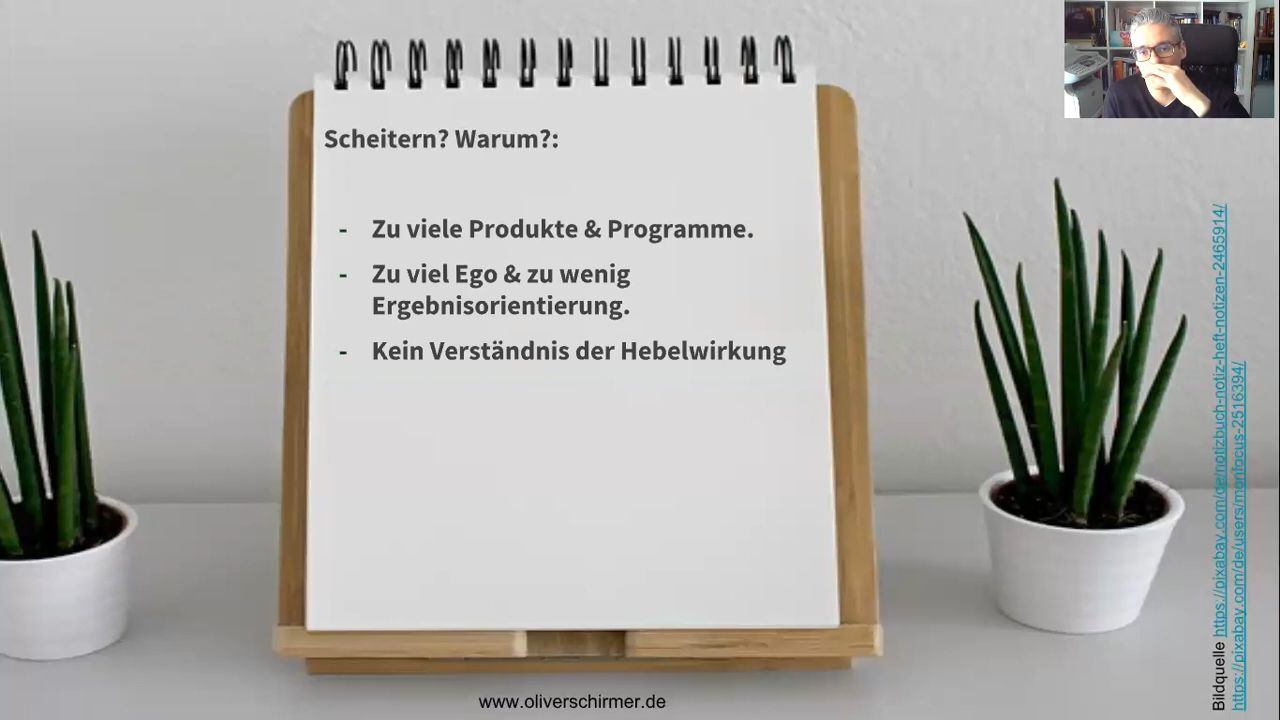 Scheitern? Warum?:
- Zu viele Produkte & Programme.
- Zu viel Ego & zu wenig
Ergebnisorientierung.
- Kein Verständnis der Hebelwirkung
www.oliverschirmer.de
Bildquelle https://pixabay.com/de/notizbuch-notiz-heft-notizen-2465914/
https://pixabay.com/de/users/monfocus-2516394/